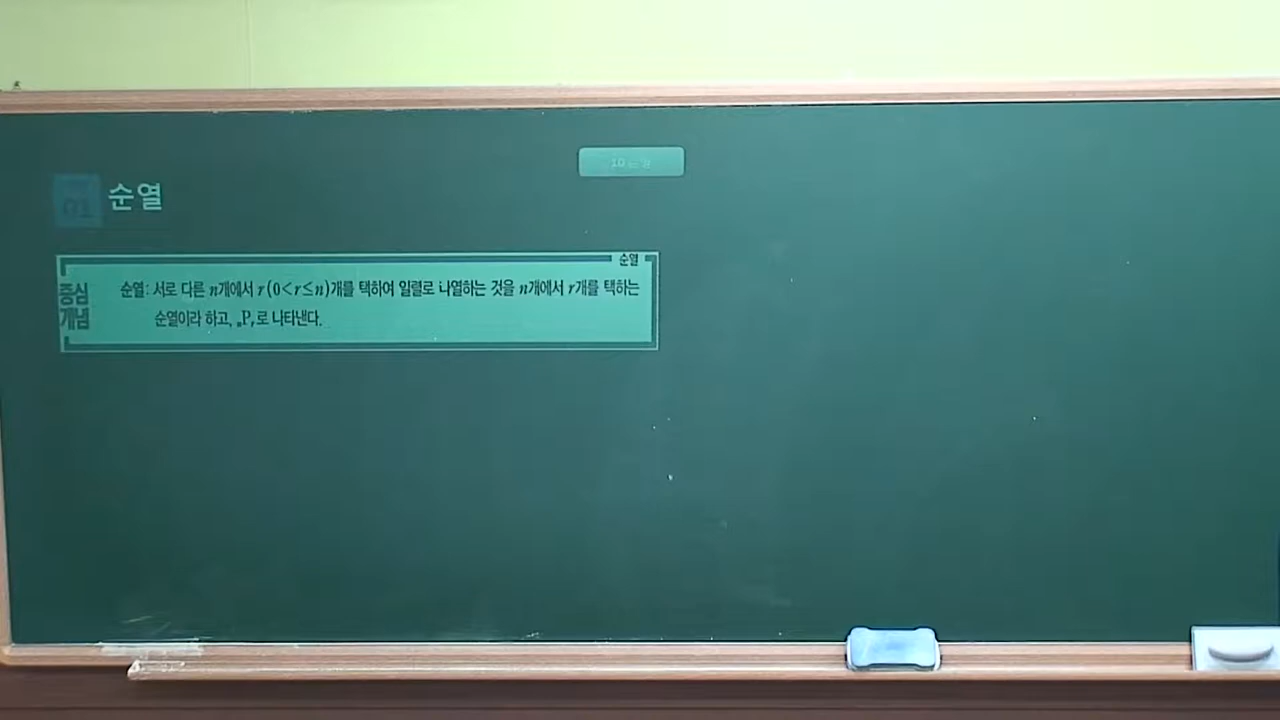 01
순열
순열
중심
개념
순열: 서로 다른 n개에서 r(0<r≤n)개를 택하여 일렬로 나열하는 것을 n개에서 r개를 택하는
순열이라 하고, ₙPᵣ로 나타낸다.